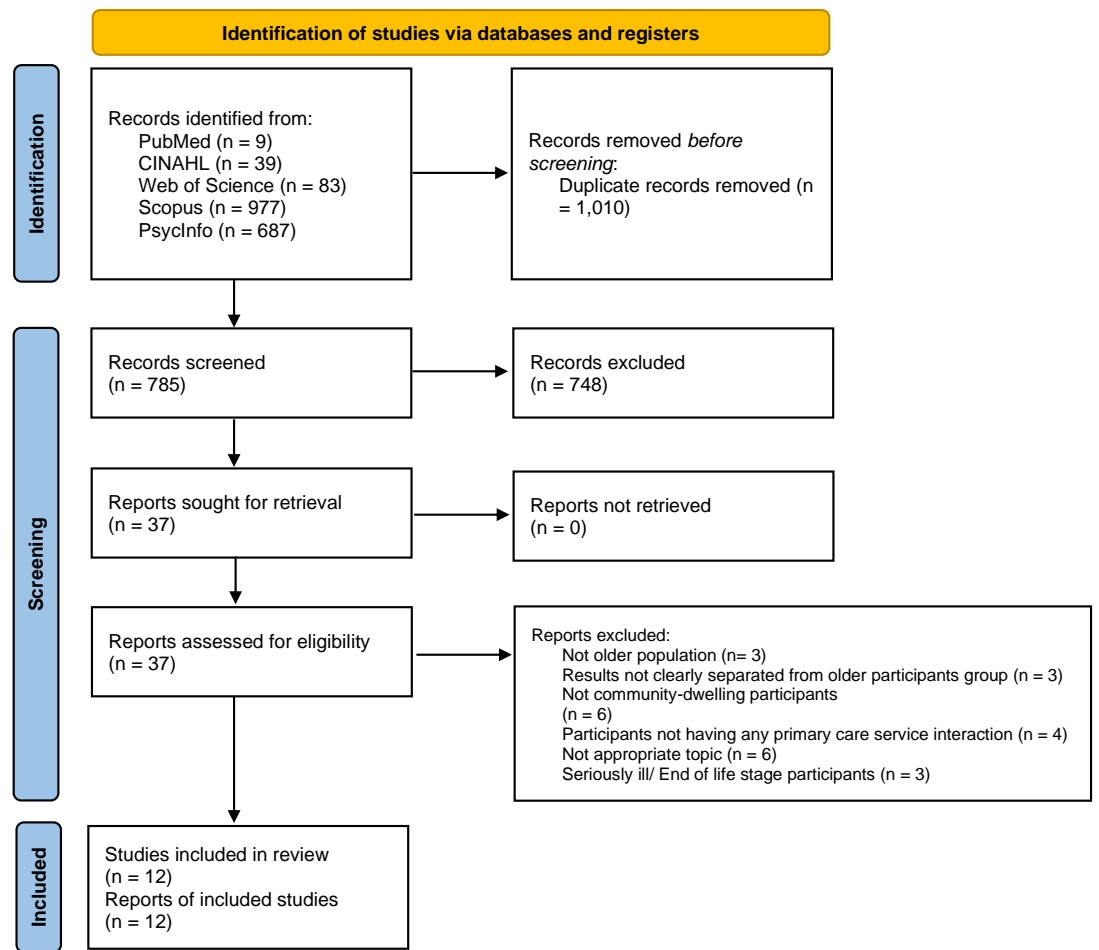 Identification of studies via databases and registers
Identification
Records identified from:
PubMed (n = 9)
CINAHL (n = 39)
Web of Science (n = 83)
Scopus (n = 977)
PsycInfo (n = 687)
Records removed before
screening:
Duplicate records removed (n
= 1,010)
Screening
Records screened
(n = 785)
Records excluded
(n = 748)
Reports sought for retrieval
(n = 37)
Reports not retrieved
(n = 0)
Reports assessed for eligibility
(n = 37)
Reports excluded:
Not older population (n= 3)
Results not clearly separated from older participants group (n = 3)
Not community-dwelling participants
(n = 6)
Participants not having any primary care service interaction (n = 4)
Not appropriate topic (n = 6)
Seriously ill/ End of life stage participants (n = 3)
Included
Studies included in review
(n = 12)
Reports of included studies
(n = 12)